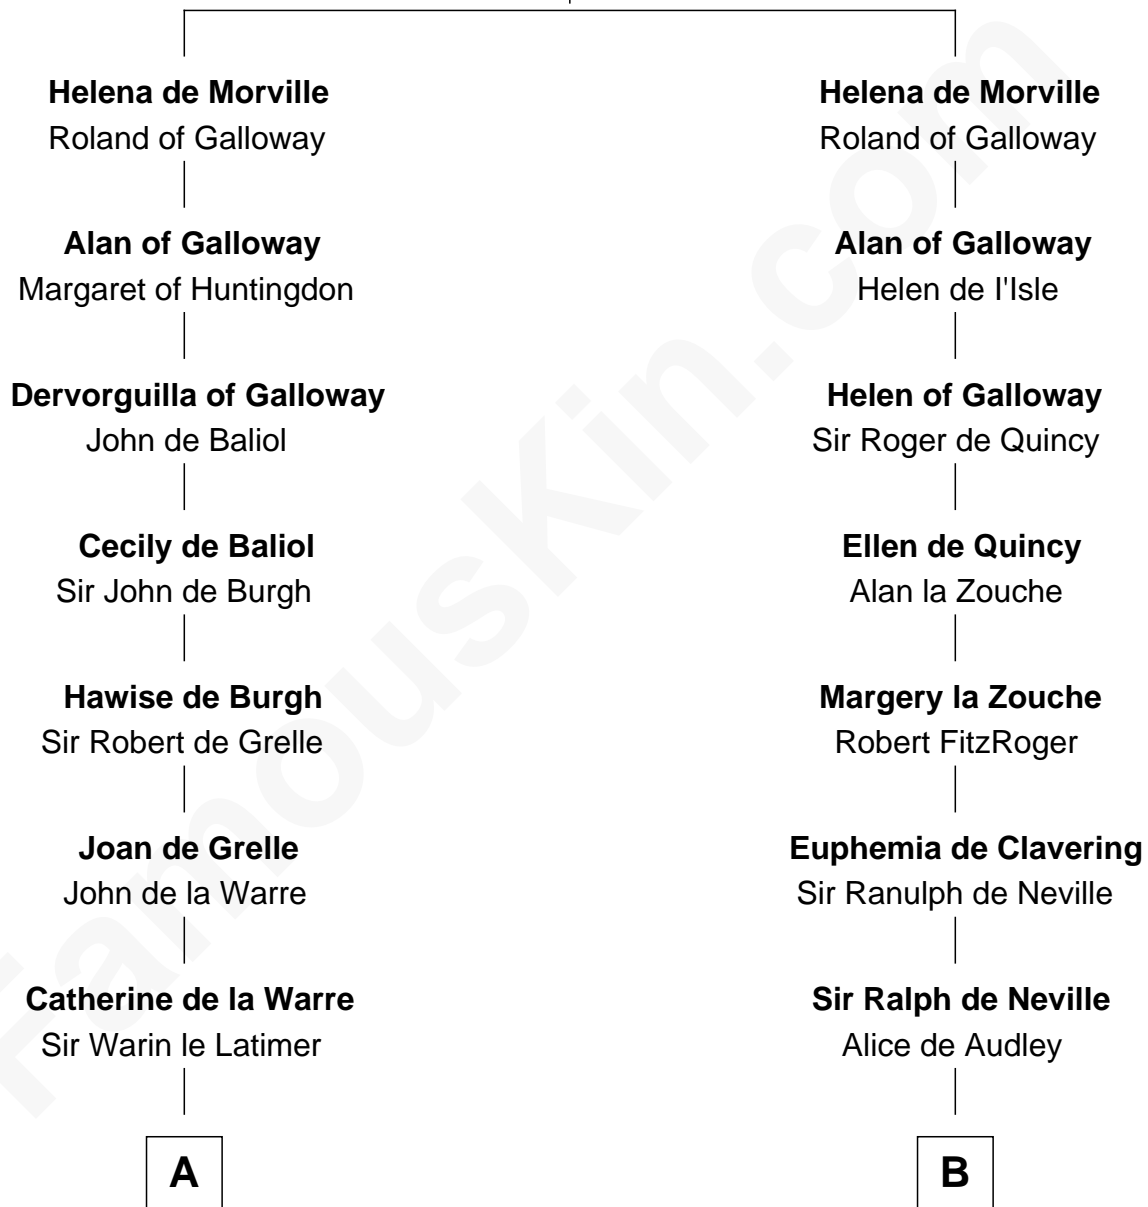 Helena de Morville
Roland of Galloway
Alan of Galloway
Margaret of Huntingdon
Dervorguilla of Galloway
John de Baliol
Cecily de Baliol
Sir John de Burgh
Hawise de Burgh
Sir Robert de Grelle
Joan de Grelle
John de la Warre
Catherine de la Warre
Sir Warin le Latimer
A
Helena de Morville
Roland of Galloway
Alan of Galloway
Helen de I'Isle
Helen of Galloway
Sir Roger de Quincy
Ellen de Quincy
Alan la Zouche
Margery la Zouche
Robert FitzRoger
Euphemia de Clavering
Sir Ranulph de Neville
Sir Ralph de Neville
Alice de Audley
B
FamousKin.com